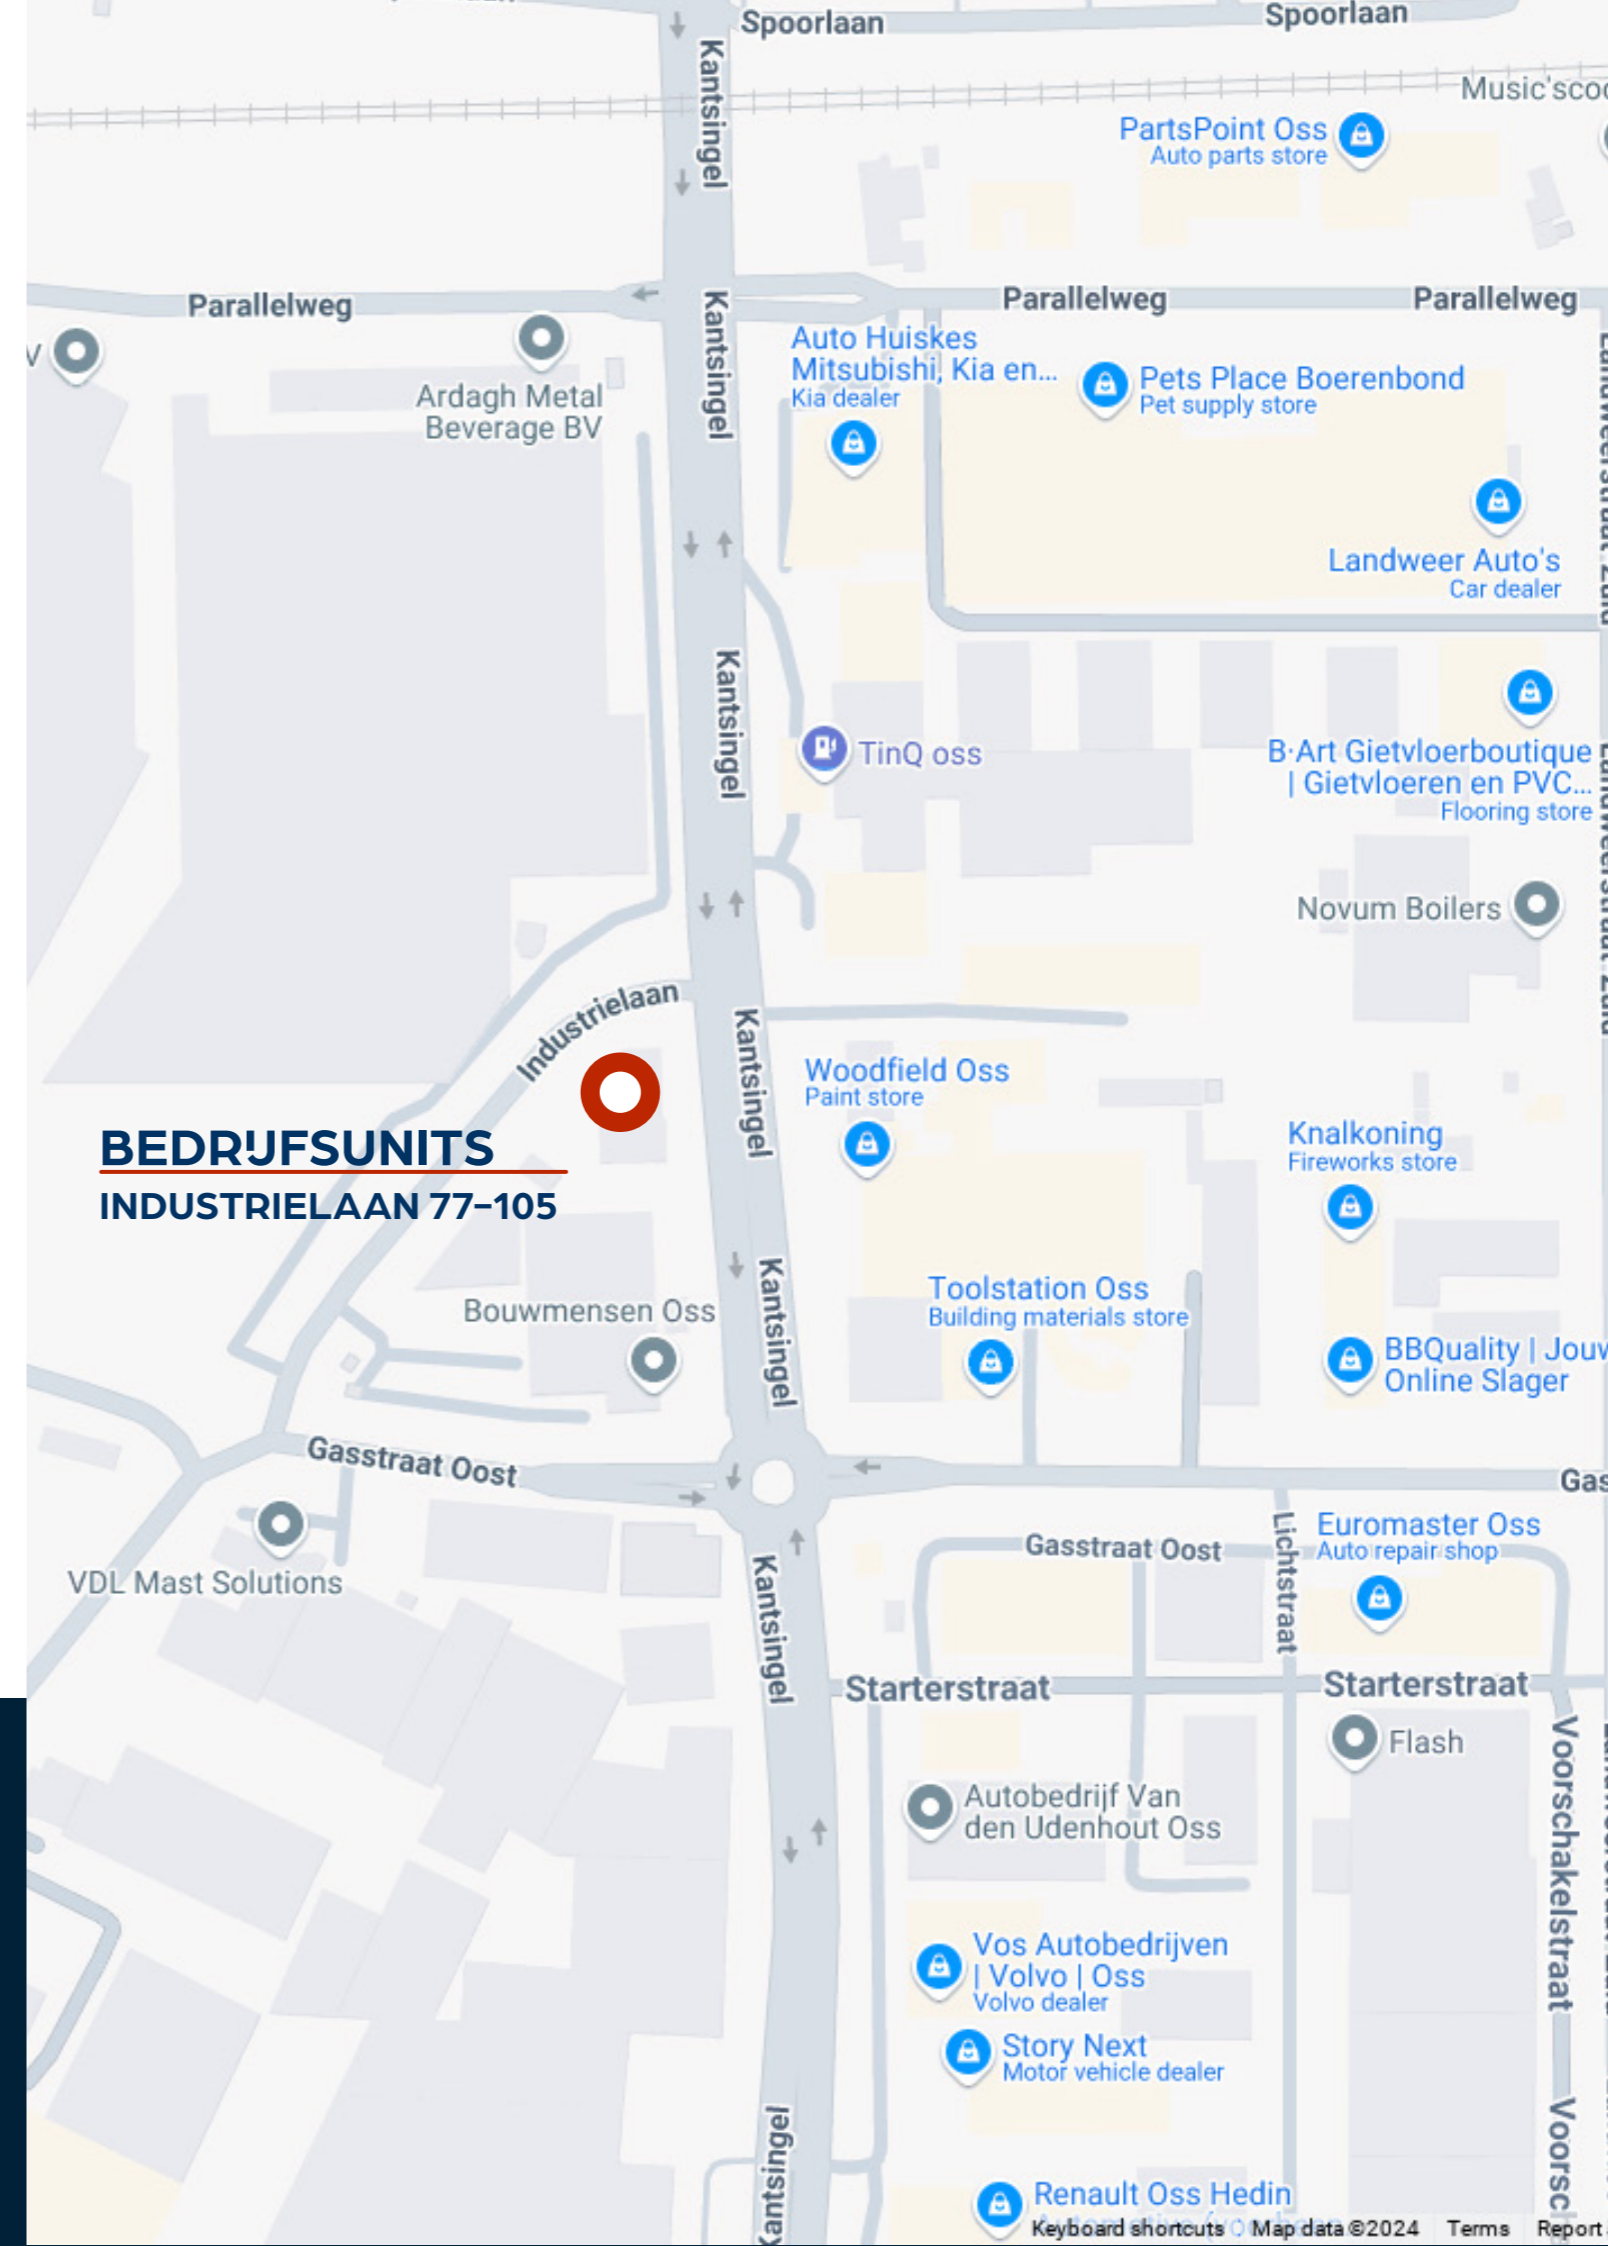 Spoorlaan
Spoorlaan
Kantsingel
Music'scoo
PartsPoint Oss
Auto parts store
Parallelweg
Parallelweg
Parallelweg
Kantsingel
V
Ardagh Metal
Beverage BV
Auto Huiskes
Mitsubishi, Kia en...
Kia dealer
Pets Place Boerenbond
Pet supply store
Landweer Auto's
Car dealer
Landweerstraat Zuid
Kantsingel
TinQ oss
B·Art Gietvloerboutique
| Gietvloeren en PVC...
Flooring store
Landweerstraat Zuid
Novum Boilers
Industrielaan
Kantsingel
Woodfield Oss
Paint store
BEDRIJFSUNITS
INDUSTRIELAAN 77–105
Knalkoning
Fireworks store
Kantsingel
Bouwmensen Oss
Toolstation Oss
Building materials store
BBQuality | Jouw
Online Slager
Gasstraat Oost
Gas
VDL Mast Solutions
Kantsingel
Gasstraat Oost
Lichtstraat
Euromaster Oss
Auto repair shop
Starterstraat
Starterstraat
Flash
Voorschakelstraat
Autobedrijf Van
den Udenhout Oss
Vos Autobedrijven
| Volvo | Oss
Volvo dealer
Story Next
Motor vehicle dealer
Kantsingel
Voorsch
Renault Oss Hedin
Keyboard shortcuts
Map data ©2024
Terms
Report